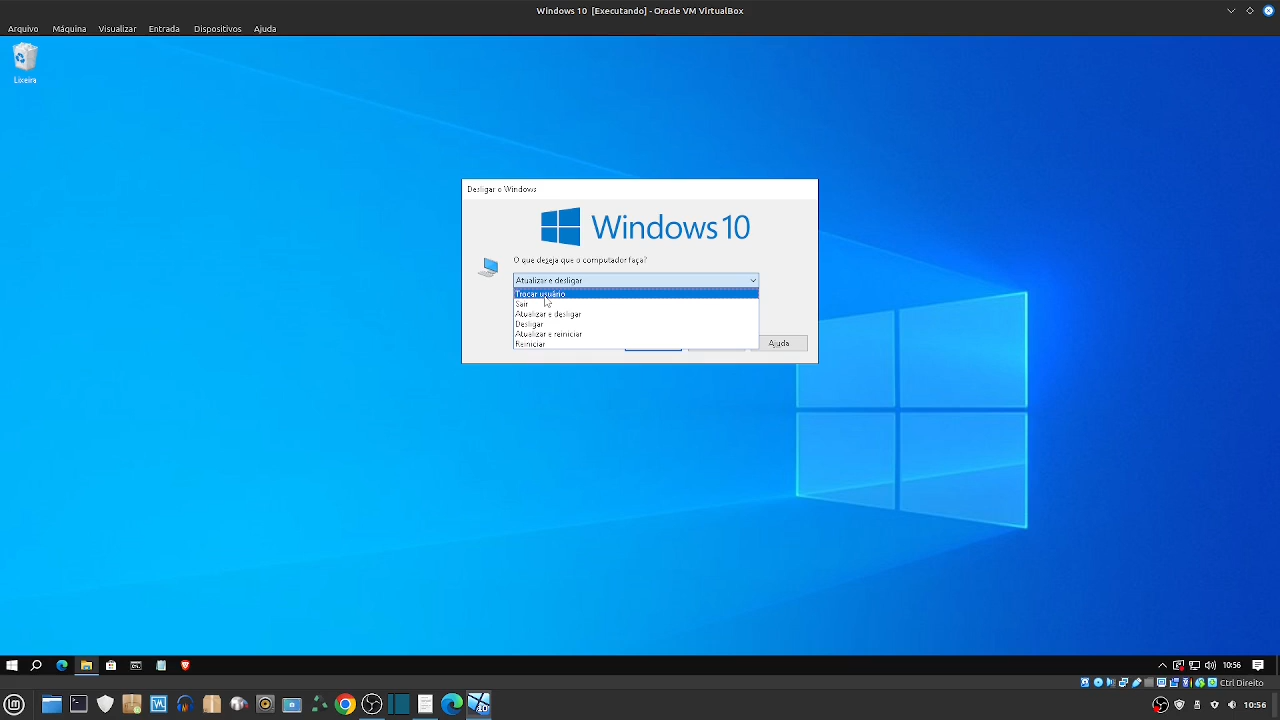 Windows 10 [Executando] - Oracle VM VirtualBox
Arquivo Máquina Visualizar Entrada Dispositivos Ajuda
Lixeira
Desligar o Windows
Windows 10
O que deseja que o computador faça?
Atualizar e desligar
Trocar usuário
Sair
Atualizar e desligar
Desligar
Atualizar e reiniciar
Reiniciar
Ajuda
10:56
Ctrl Direito
10:56